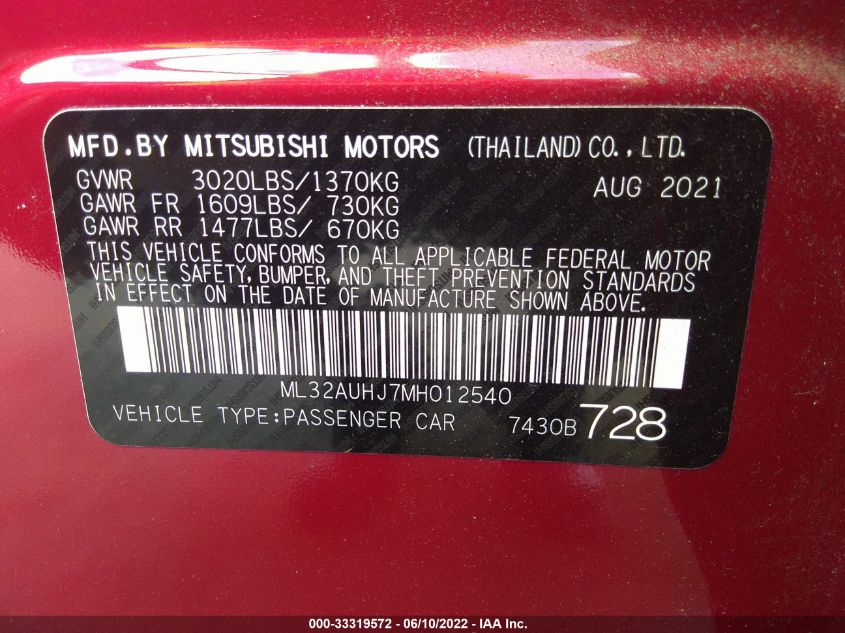 MFD.BY MITSUBISHI MOTORS (THAILAND) CO., LTD.
GVWR 3020LBS/1370KG AUG 2021
GAWR FR 1609LBS/ 730KG
GAWR RR 1477LBS/ 670KG
THIS VEHICLE CONFORMS TO ALL APPLICABLE FEDERAL MOTOR
VEHICLE SAFETY, BUMPER, AND THEFT PREVENTION STANDARDS
IN EFFECT ON THE DATE OF MANUFACTURE SHOWN ABOVE.
ML32AUHJ7MH012540
VEHICLE TYPE:PASSENGER CAR 7430B 728
000-33319572 - 06/10/2022 - IAA Inc.